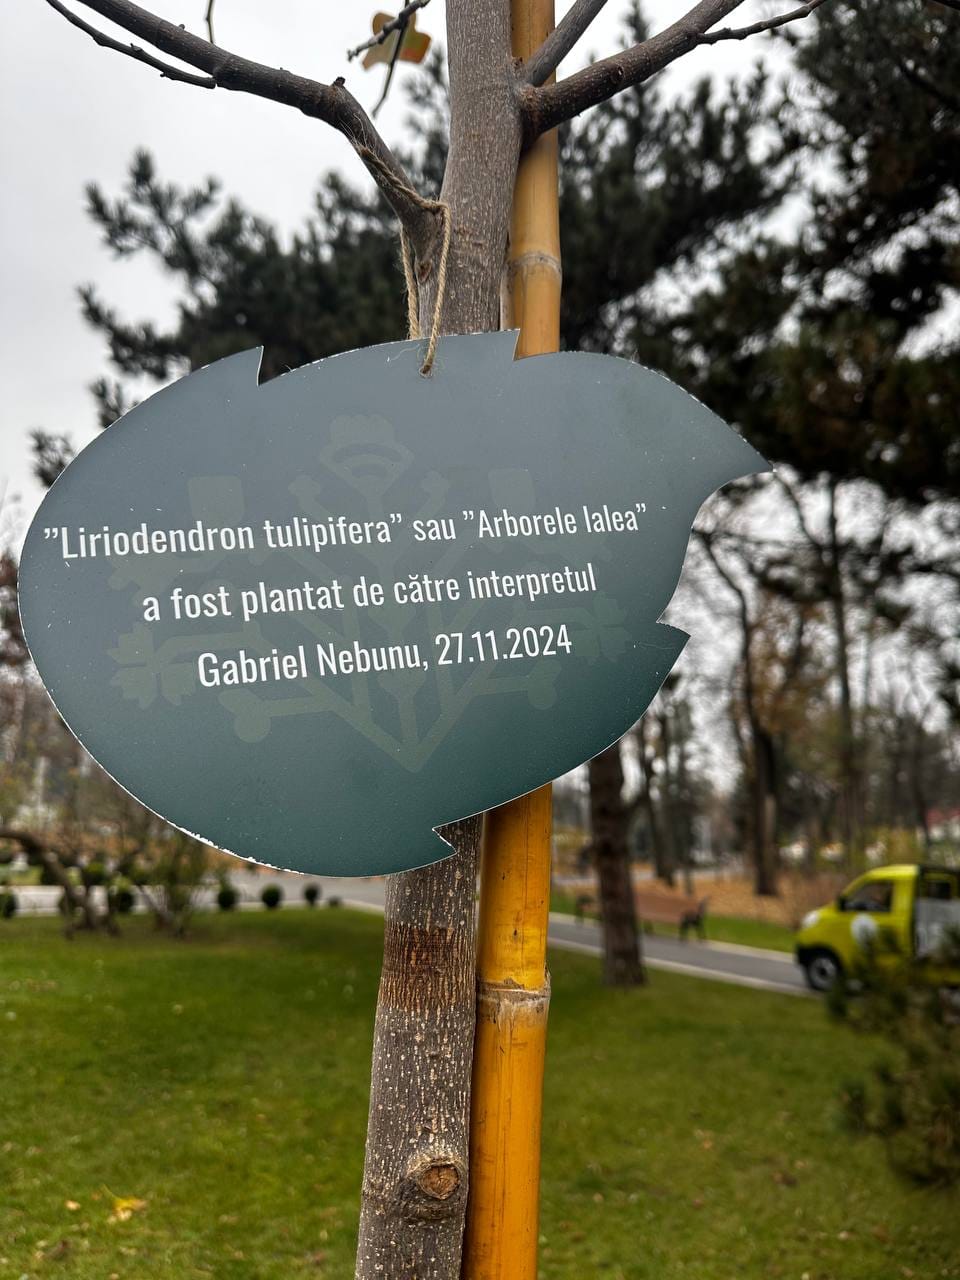 ”Liriodendron tulipifera” sau ”Arborele lalea”
a fost plantat de către interpretul
Gabriel Nebunu, 27.11.2024